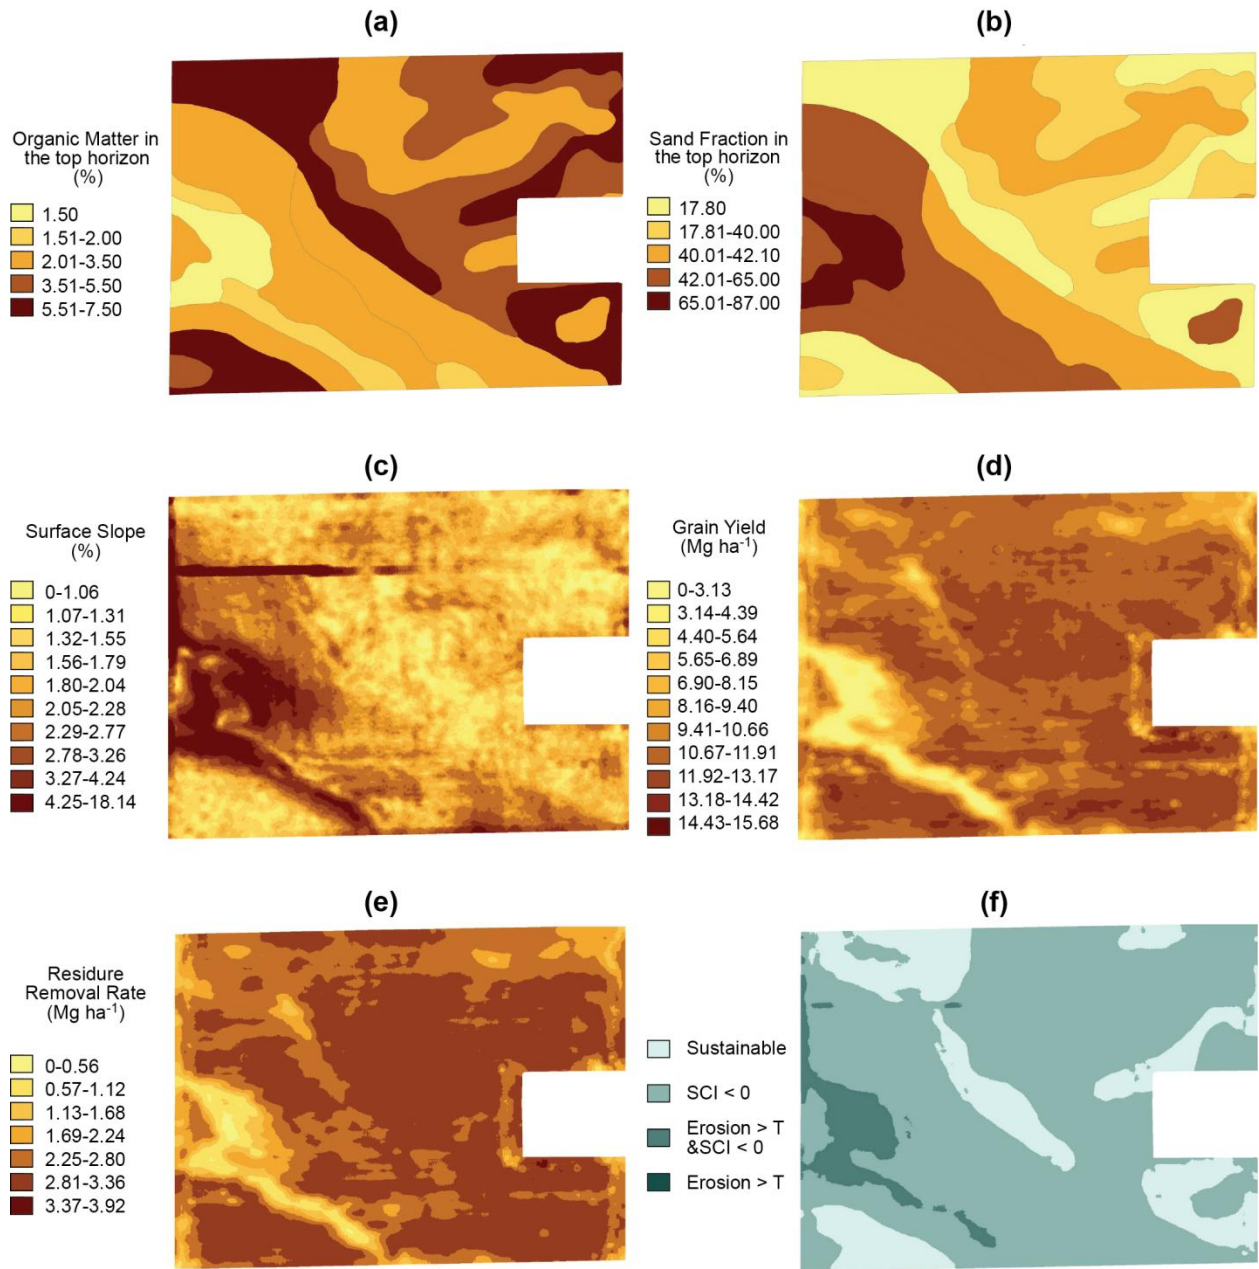 (a)
Organic Matter in
the top horizon
(%)
1.50
1.51-2.00
2.01-3.50
3.51-5.50
5.51-7.50
(b)
Sand Fraction in
the top horizon
(%)
17.80
17.81-40.00
40.01-42.10
42.01-65.00
65.01-87.00
(c)
Surface Slope
(%)
0-1.06
1.07-1.31
1.32-1.55
1.56-1.79
1.80-2.04
2.05-2.28
2.29-2.77
2.78-3.26
3.27-4.24
4.25-18.14
(d)
Grain Yield
(Mg ha⁻¹)
0-3.13
3.14-4.39
4.40-5.64
5.65-6.89
6.90-8.15
8.16-9.40
9.41-10.66
10.67-11.91
11.92-13.17
13.18-14.42
14.43-15.68
(e)
Residure
Removal Rate
(Mg ha⁻¹)
0-0.56
0.57-1.12
1.13-1.68
1.69-2.24
2.25-2.80
2.81-3.36
3.37-3.92
(f)
Sustainable
SCI < 0
Erosion > T
&SCI < 0
Erosion > T